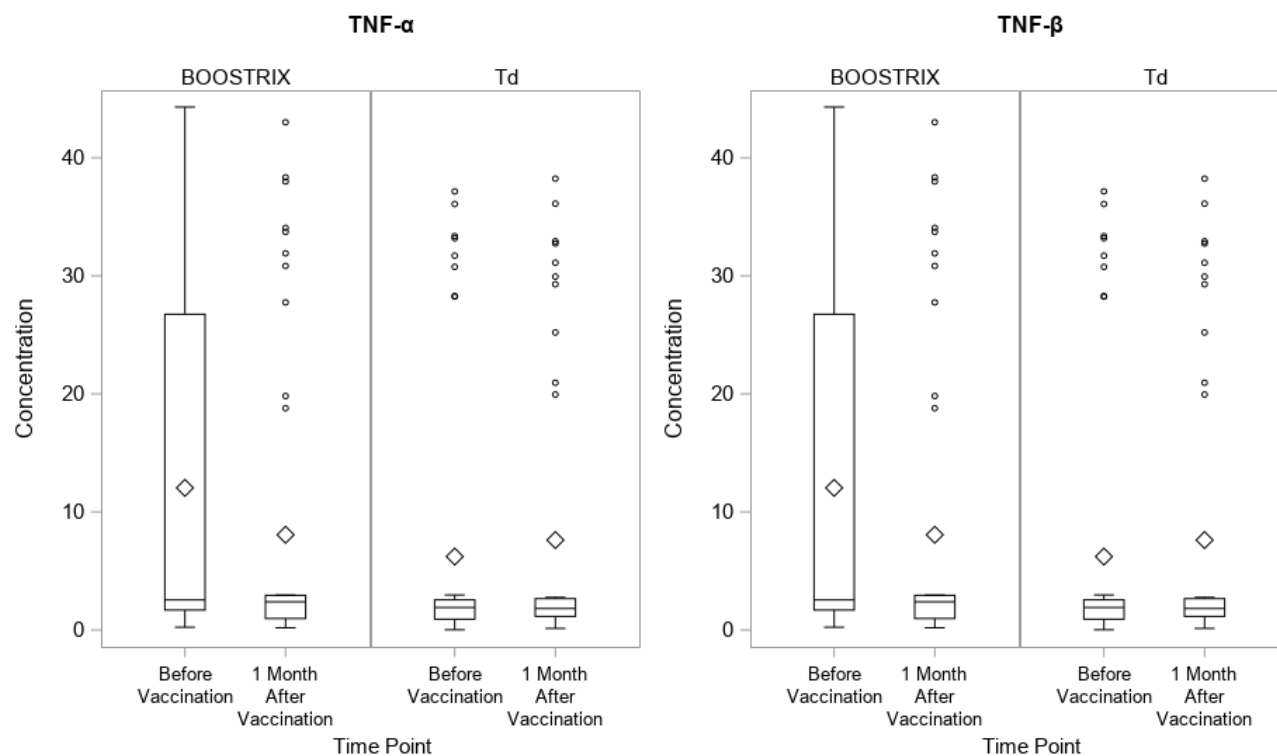 TNF-α
BOOSTRIX
Td
Concentration
40
30
20
10
0
Before
Vaccination
1 Month
After
Vaccination
Before
Vaccination
1 Month
After
Vaccination
Time Point
TNF-β
BOOSTRIX
Td
Concentration
40
30
20
10
0
Before
Vaccination
1 Month
After
Vaccination
Before
Vaccination
1 Month
After
Vaccination
Time Point